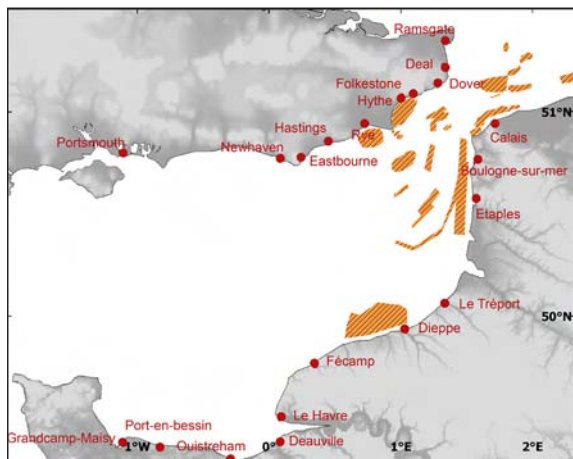 Ramsgate
Deal
Folkestone
Dover
Hythe
51°N
Hastings
Rye
Calais
Portsmouth
Newhaven
Eastbourne
Boulogne-sur-mer
Etaples
Le Tréport
50°N
Dieppe
Fécamp
Le Havre
Port-en-bessin
Grandcamp-Maisy
1°W
Ouistreham
0°
Deauville
1°E
2°